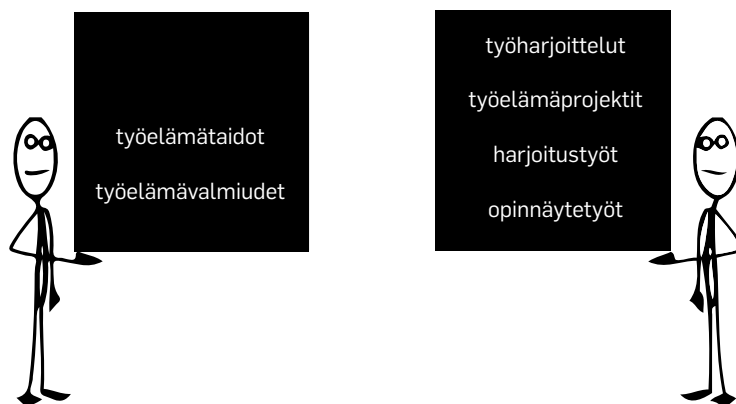 työelämätaidot
työelämävalmiudet
työharjoittelut
työelämäprojektit
harjoitustyöt
opinnäytetyöt